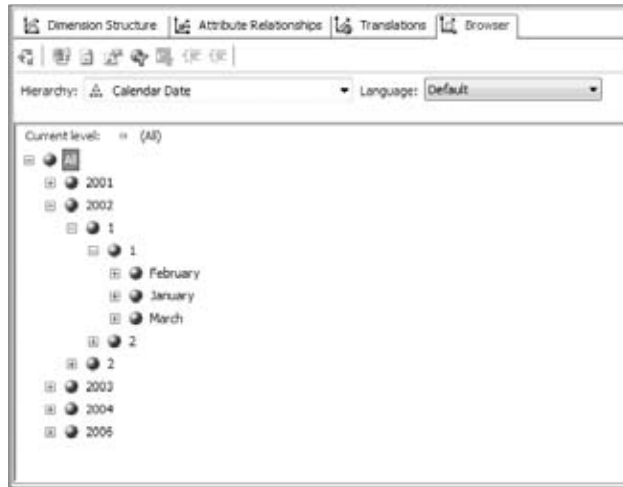 Dimension Structure Attribute Relationships Translations Browser
Hierarchy: Calendar Date Language: Default
Current level: (All)
All
2001
2002
1
1
February
January
March
2
2
2003
2004
2006